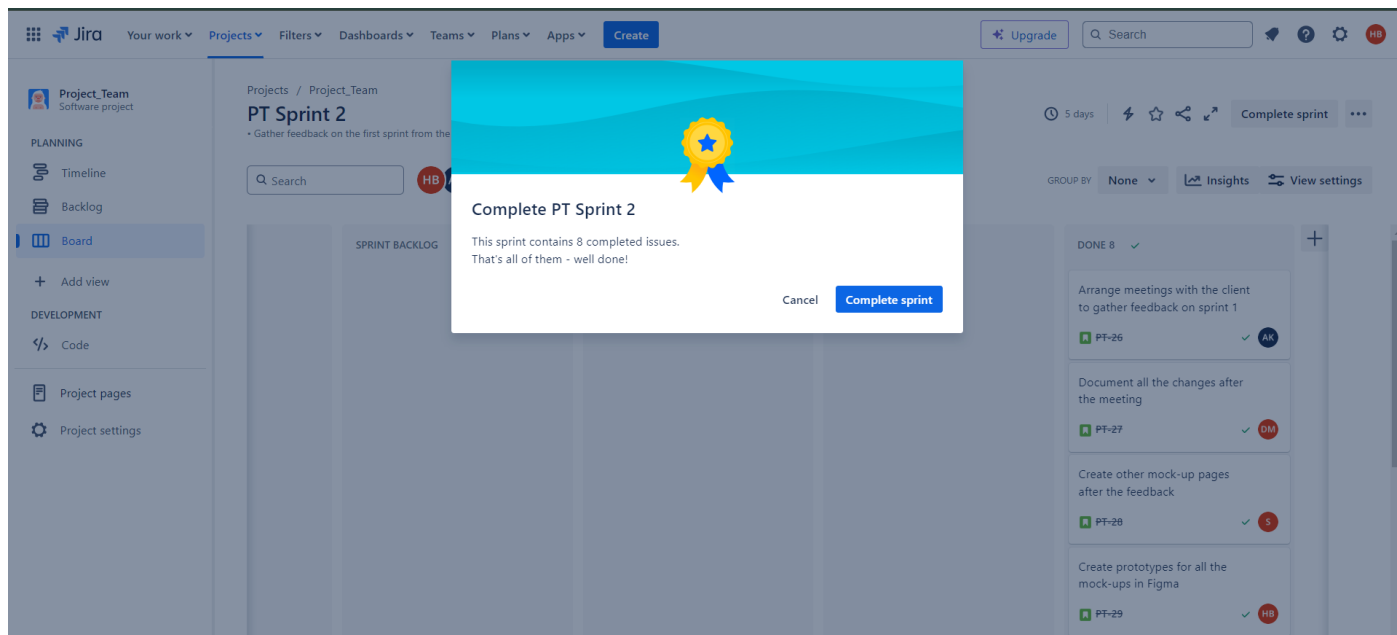 Jira
Your work
Projects
Filters
Dashboards
Teams
Plans
Apps
Create
Upgrade
Search
HB
Project_Team
Software project
PLANNING
Timeline
Backlog
Board
Add view
DEVELOPMENT
Code
Project pages
Project settings
Projects / Project_Team
PT Sprint 2
• Gather feedback on the first sprint from the
5 days
Complete sprint
Search
HB
GROUP BY
None
Insights
View settings
Complete PT Sprint 2
This sprint contains 8 completed issues.
That's all of them - well done!
Cancel
Complete sprint
SPRINT BACKLOG
DONE 8
Arrange meetings with the client
to gather feedback on sprint 1
PT-26
AK
Document all the changes after
the meeting
PT-27
DM
Create other mock-up pages
after the feedback
PT-28
S
Create prototypes for all the
mock-ups in Figma
PT-29
HB